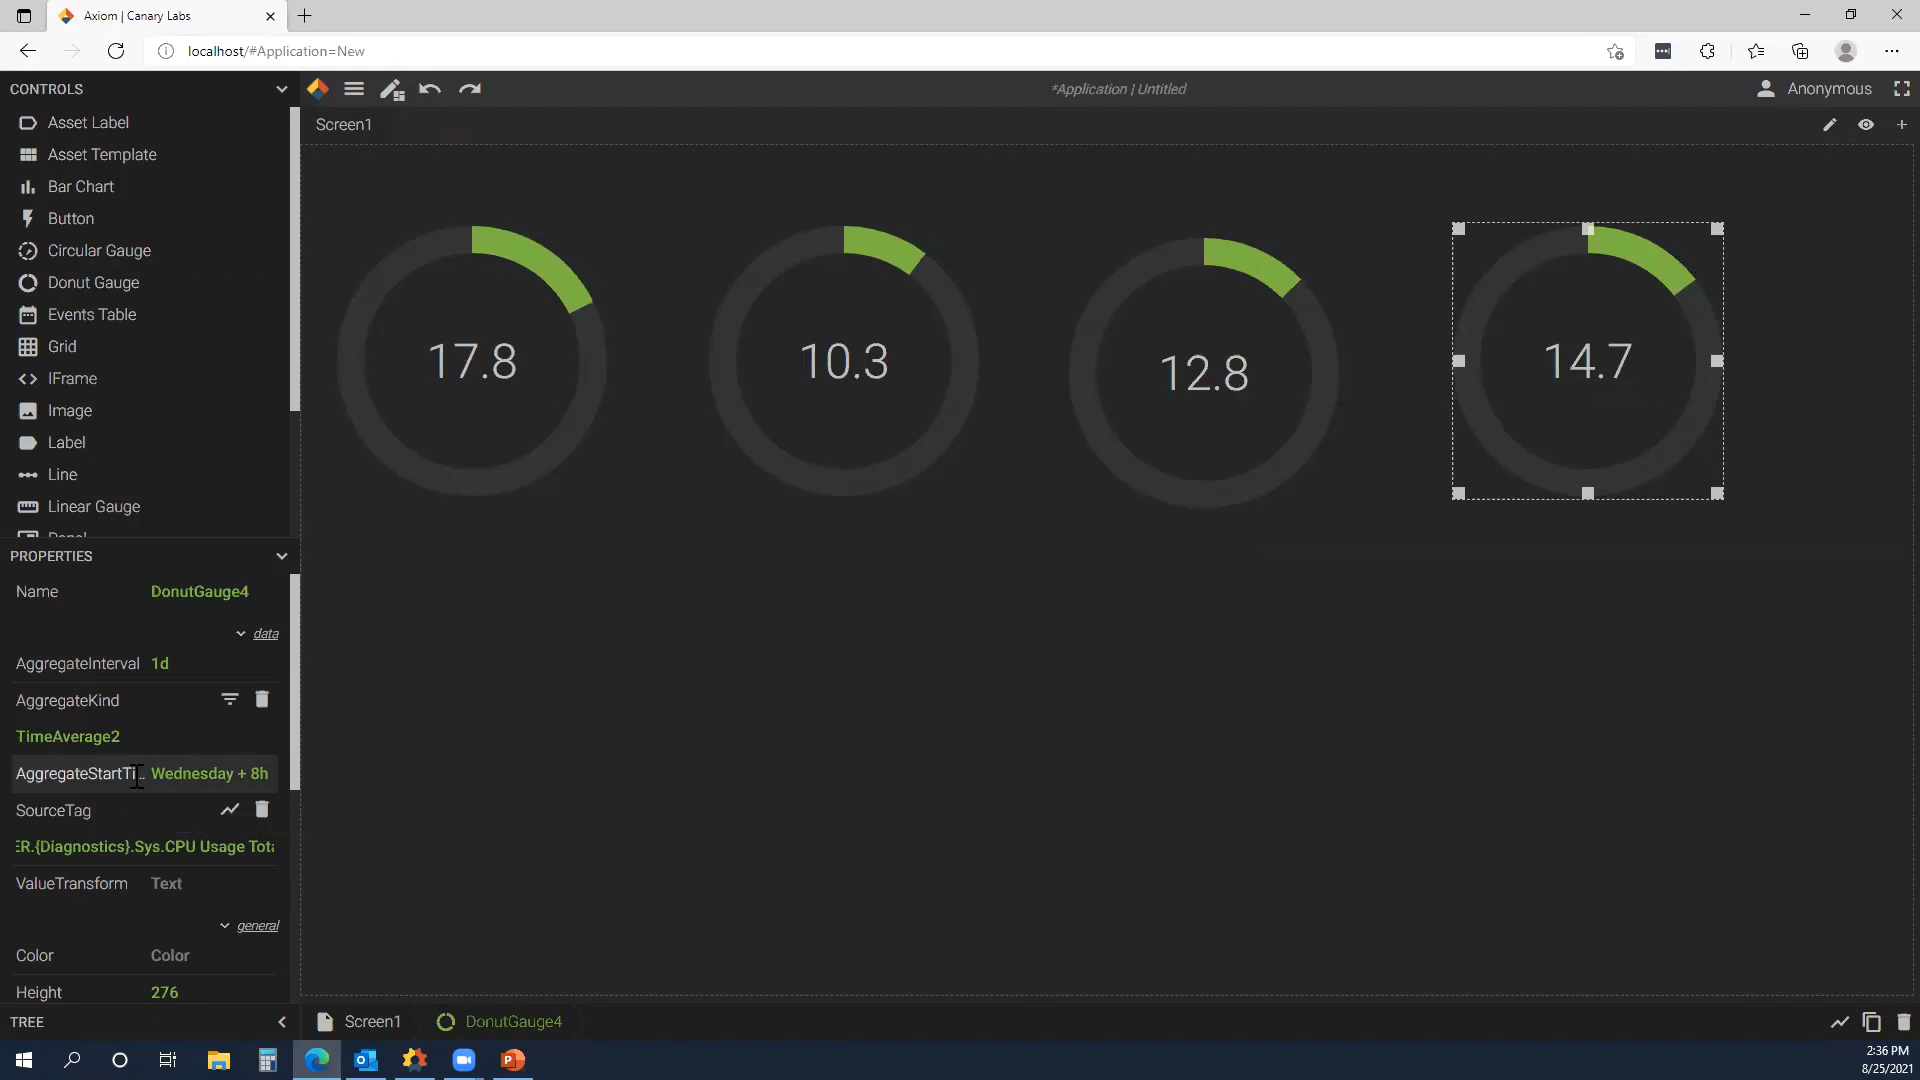 Axiom | Canary Labs
localhost/#Application=New
CONTROLS
*Application | Untitled
Anonymous
Screen1
Asset Label
Asset Template
Bar Chart
Button
Circular Gauge
Donut Gauge
Events Table
Grid
IFrame
Image
Label
Line
Linear Gauge
Panel
17.8
10.3
12.8
14.7
PROPERTIES
Name DonutGauge4
data
AggregateInterval 1d
AggregateKind
TimeAverage2
AggregateStartTi... Wednesday + 8h
SourceTag
ER.{Diagnostics}.Sys.CPU Usage Tota
ValueTransform Text
general
Color Color
Height 276
TREE
Screen1
DonutGauge4
2:36 PM
8/25/2021